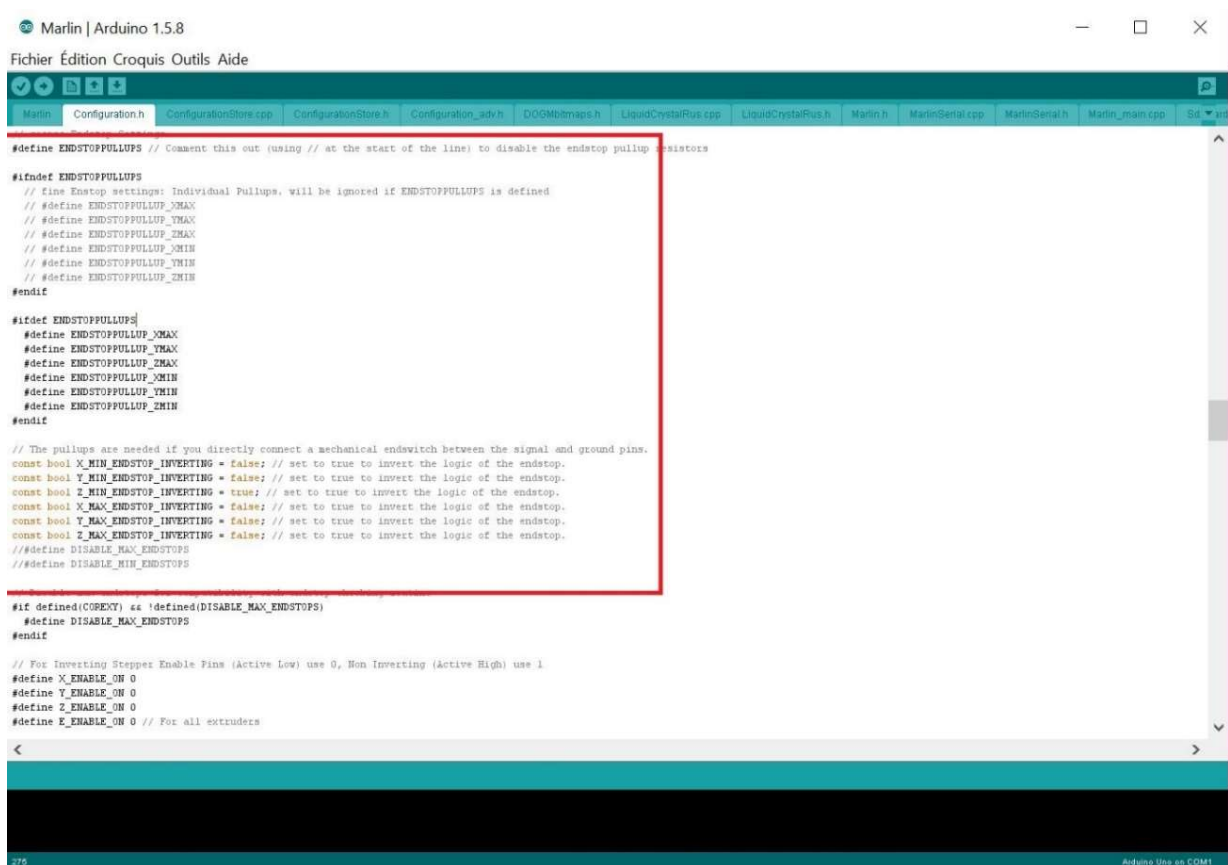 Marlin | Arduino 1.5.8
Fichier Édition Croquis Outils Aide
Marlin Configuration.h ConfigurationStore.cpp ConfigurationStore.h Configuration_adv.h DOGMbitmaps.h LiquidCrystalRus.cpp LiquidCrystalRus.h Marlin.h MarlinSerial.cpp MarlinSerial.h Marlin_main.cpp Sd
// coarse Endstop Settings
#define ENDSTOPPULLUPS // Comment this out (using // at the start of the line) to disable the endstop pullup resistors
#ifndef ENDSTOPPULLUPS
// fine Enstop settings: Individual Pullups. will be ignored if ENDSTOPPULLUPS is defined
// #define ENDSTOPPULLUP_XMAX
// #define ENDSTOPPULLUP_YMAX
// #define ENDSTOPPULLUP_ZMAX
// #define ENDSTOPPULLUP_XMIN
// #define ENDSTOPPULLUP_YMIN
// #define ENDSTOPPULLUP_ZMIN
#endif
#ifdef ENDSTOPPULLUPS
#define ENDSTOPPULLUP_XMAX
#define ENDSTOPPULLUP_YMAX
#define ENDSTOPPULLUP_ZMAX
#define ENDSTOPPULLUP_XMIN
#define ENDSTOPPULLUP_YMIN
#define ENDSTOPPULLUP_ZMIN
#endif
// The pullups are needed if you directly connect a mechanical endswitch between the signal and ground pins.
const bool X_MIN_ENDSTOP_INVERTING = false; // set to true to invert the logic of the endstop.
const bool Y_MIN_ENDSTOP_INVERTING = false; // set to true to invert the logic of the endstop.
const bool Z_MIN_ENDSTOP_INVERTING = true; // set to true to invert the logic of the endstop.
const bool X_MAX_ENDSTOP_INVERTING = false; // set to true to invert the logic of the endstop.
const bool Y_MAX_ENDSTOP_INVERTING = false; // set to true to invert the logic of the endstop.
const bool Z_MAX_ENDSTOP_INVERTING = false; // set to true to invert the logic of the endstop.
//#define DISABLE_MAX_ENDSTOPS
//#define DISABLE_MIN_ENDSTOPS
#if defined(COREXY) && !defined(DISABLE_MAX_ENDSTOPS)
#define DISABLE_MAX_ENDSTOPS
#endif
// For Inverting Stepper Enable Pins (Active Low) use 0, Non Inverting (Active High) use 1
#define X_ENABLE_ON 0
#define Y_ENABLE_ON 0
#define Z_ENABLE_ON 0
#define E_ENABLE_ON 0 // For all extruders
276
Arduino Uno on COM1